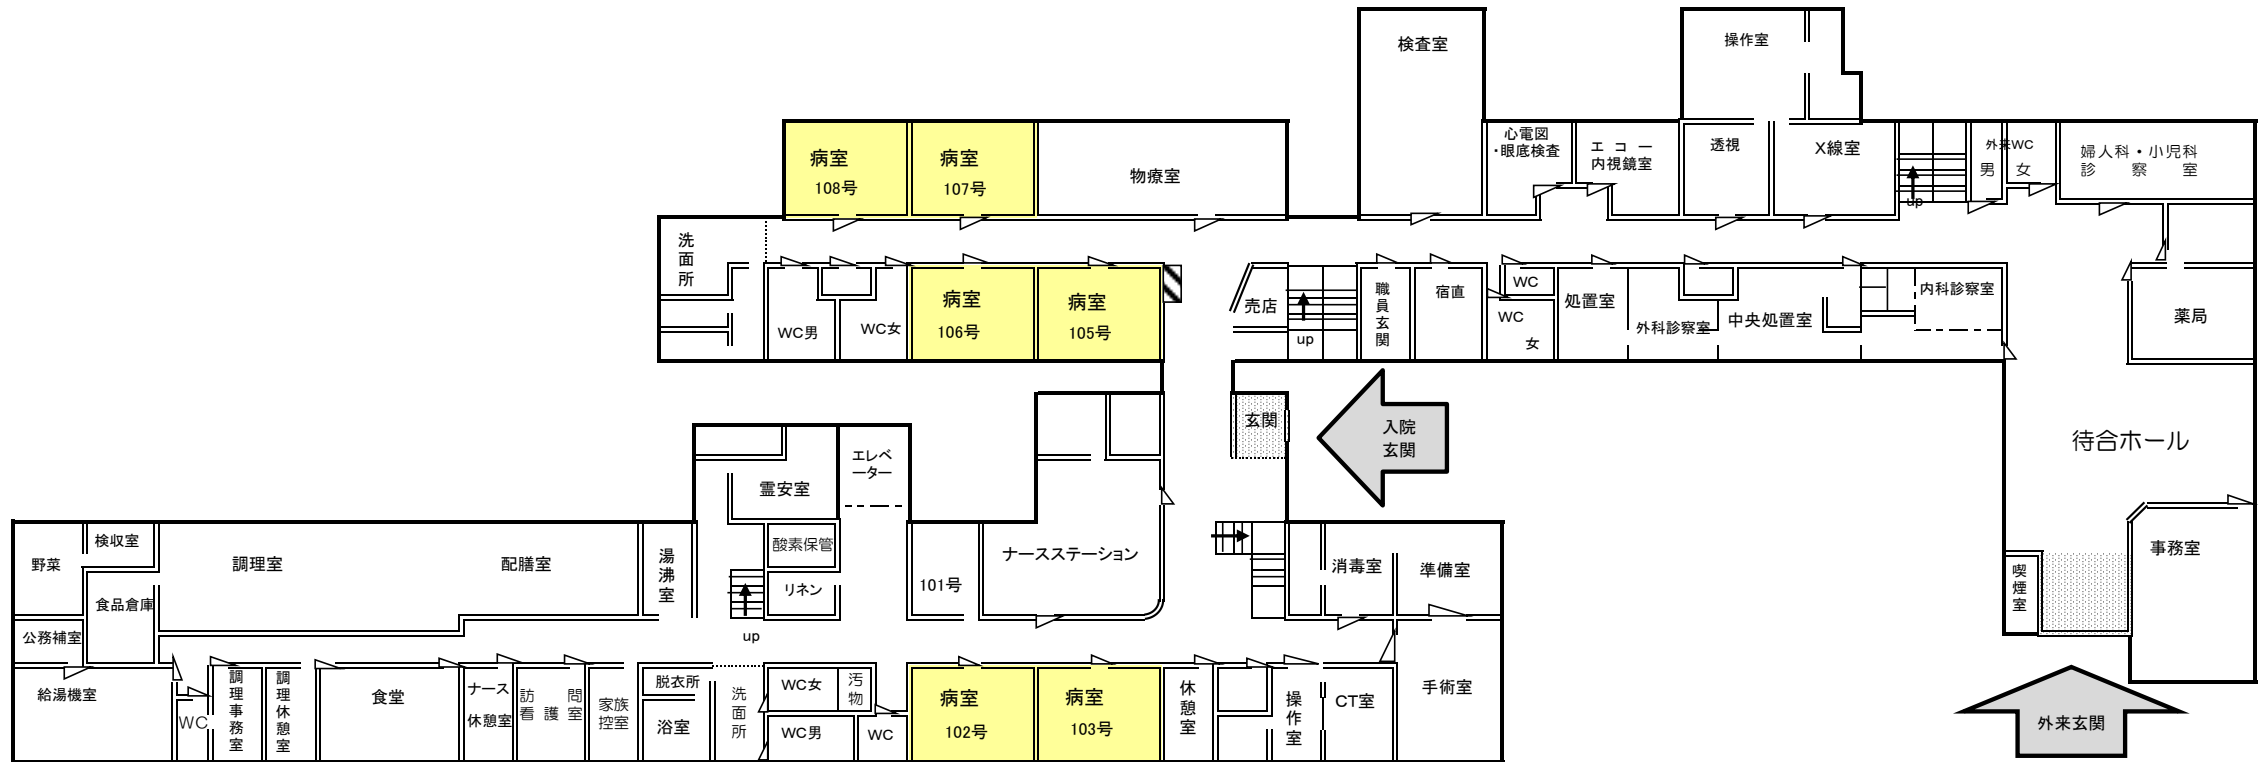 検査室
操作室
心電図
・眼底検査
エコー
内視鏡室
透視
X線室
up
外来WC
男
女
婦人科・小児科
診察室
病室
108号
病室
107号
物療室
洗面所
WC男
WC女
病室
106号
病室
105号
売店
up
職員玄関
宿直
WC
WC
女
処置室
外科診察室
中央処置室
内科診察室
薬局
玄関
入院
玄関
待合ホール
エレベ
ーター
霊安室
酸素保管
リネン
up
101号
ナースステーション
消毒室
準備室
事務室
喫煙室
外来玄関
野菜
検収室
調理室
配膳室
湯沸室
食品倉庫
公務補室
給湯機室
WC
調理事務室
調理休憩室
食堂
ナース
休憩室
訪問
看護室
家族
控室
脱衣所
浴室
洗面所
WC女
汚物
WC男
WC
病室
102号
病室
103号
休憩室
操作室
CT室
手術室